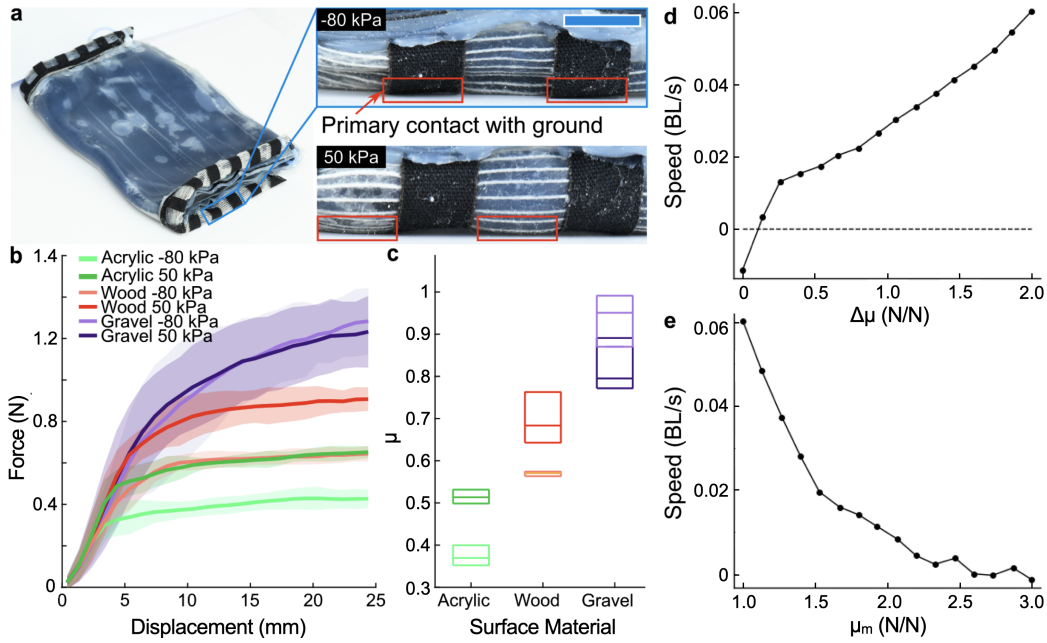 a
-80 kPa
Primary contact with ground
50 kPa
b
Force (N)
1.4
1.2
0.8
0.4
0
Acrylic -80 kPa
Acrylic 50 kPa
Wood -80 kPa
Wood 50 kPa
Gravel -80 kPa
Gravel 50 kPa
0 5 10 15 20 25
Displacement (mm)
c
μ
1
0.9
0.8
0.7
0.6
0.5
0.4
0.3
Acrylic Wood Gravel
Surface Material
d
Speed (BL/s)
0.06
0.04
0.02
0
0 0.5 1.0 1.5 2.0
Δμ (N/N)
e
Speed (BL/s)
0.06
0.04
0.02
0
1.0 1.5 2.0 2.5 3.0
μm (N/N)